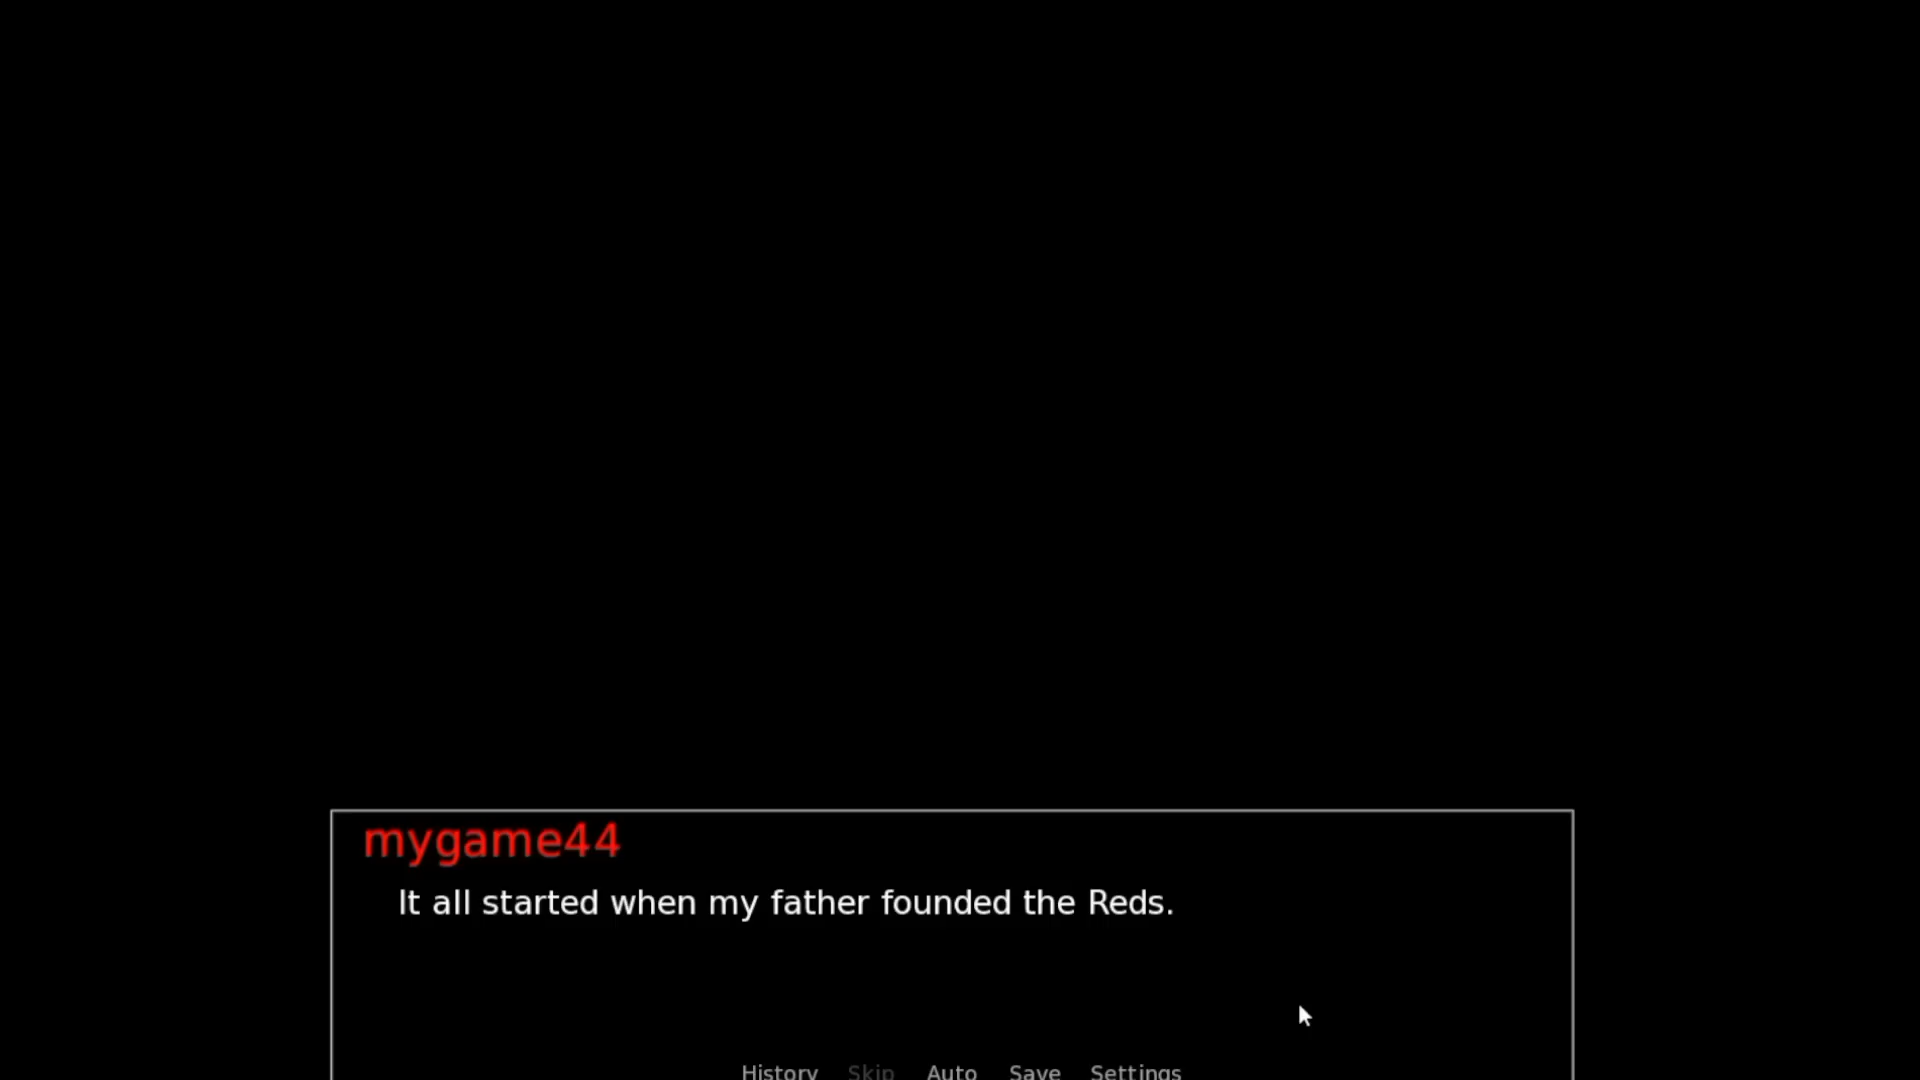 mygame44
It all started when my father founded the Reds.
History Skip Auto Save Settings